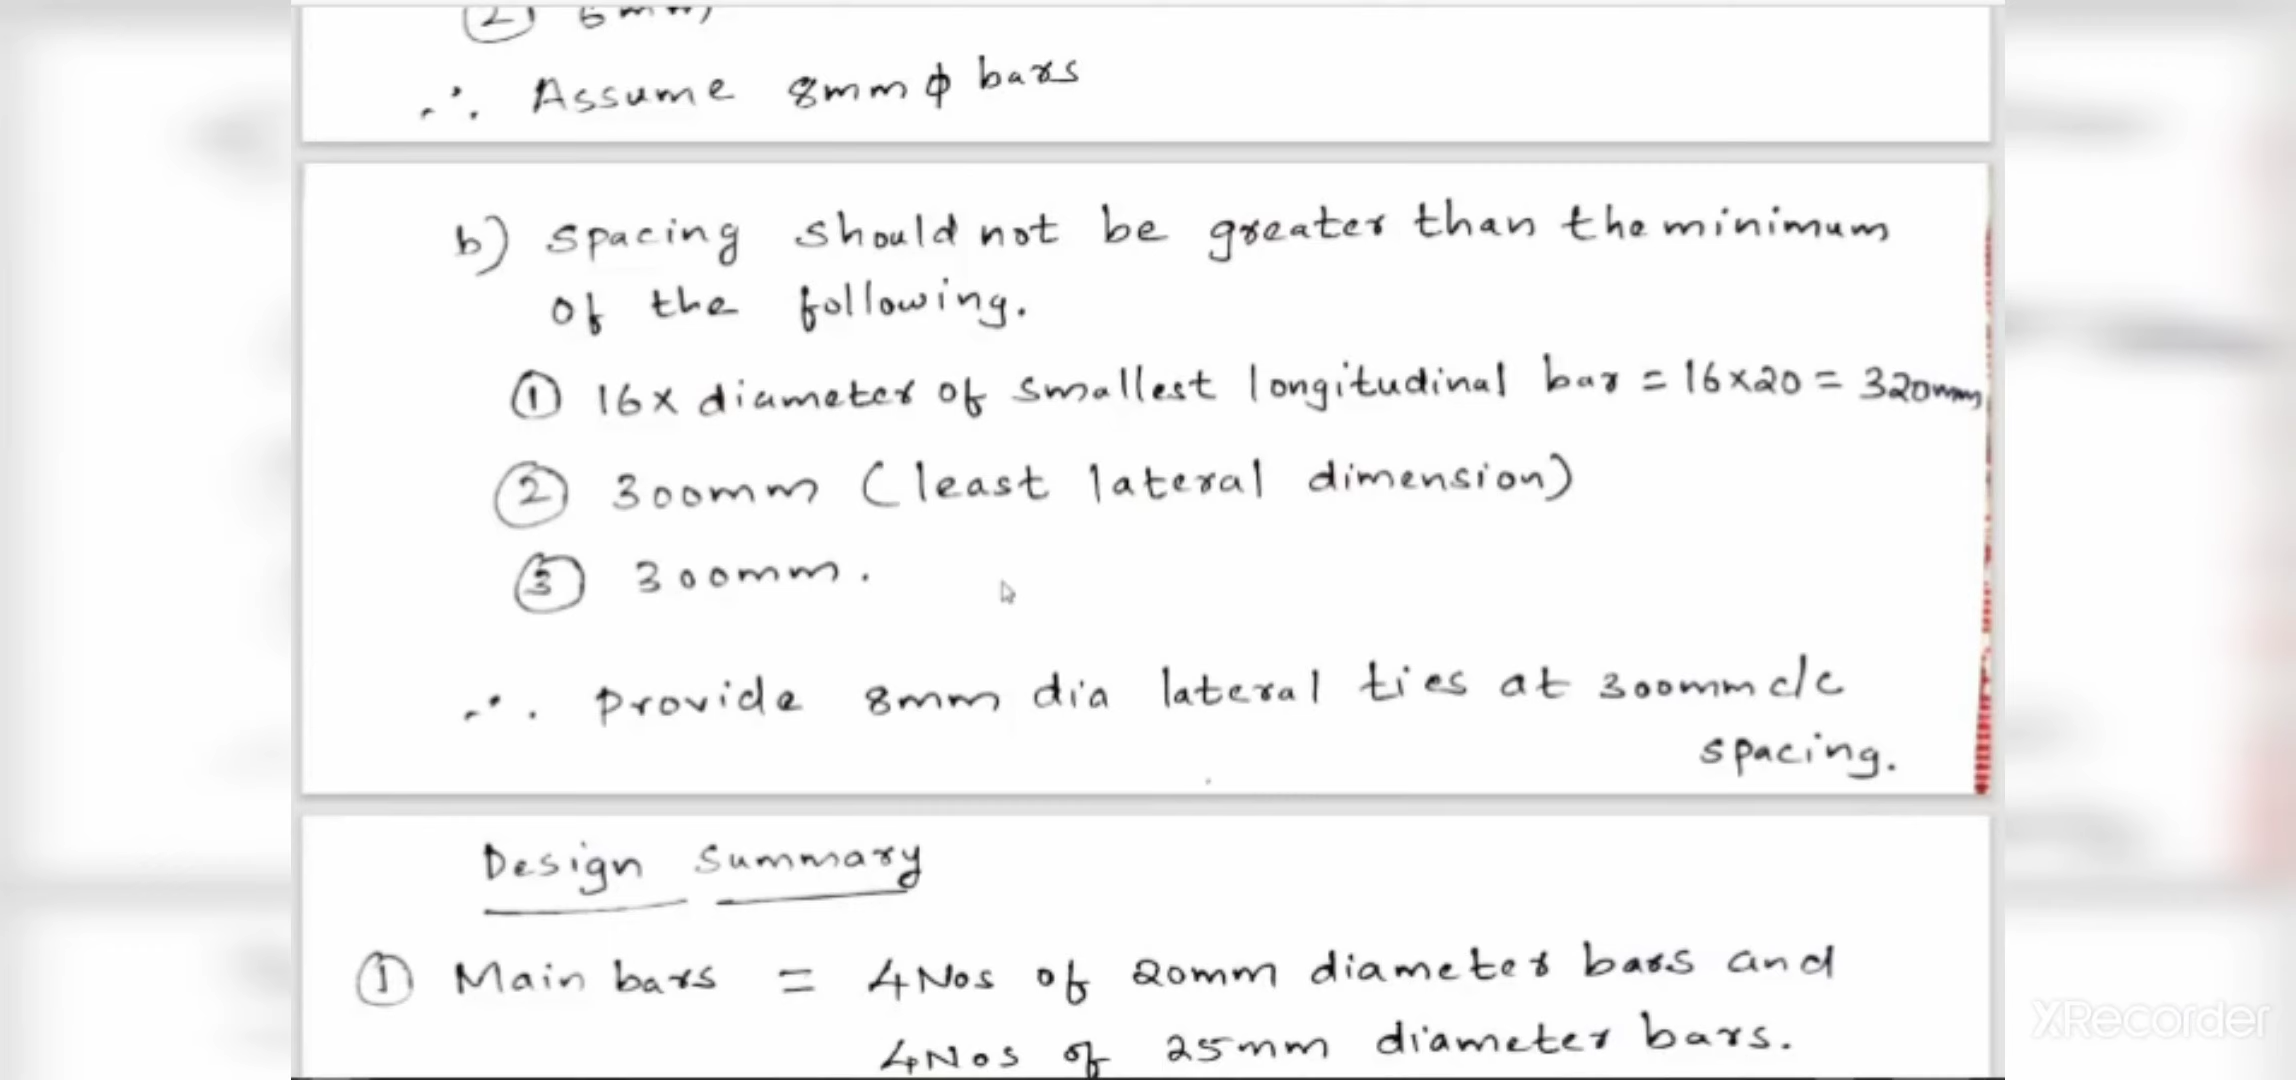 ② 6mm
∴ Assume 8mm ϕ bars
b) spacing should not be greater than the minimum
of the following.
① 16x diameter of smallest longitudinal bar = 16x20 = 320mm
② 300mm (least lateral dimension)
③ 300mm.
∴ Provide 8mm dia lateral ties at 300mm c/c
spacing.
Design Summary
① Main bars = 4Nos of 20mm diameter bars and
4Nos of 25mm diameter bars.
XRecorder